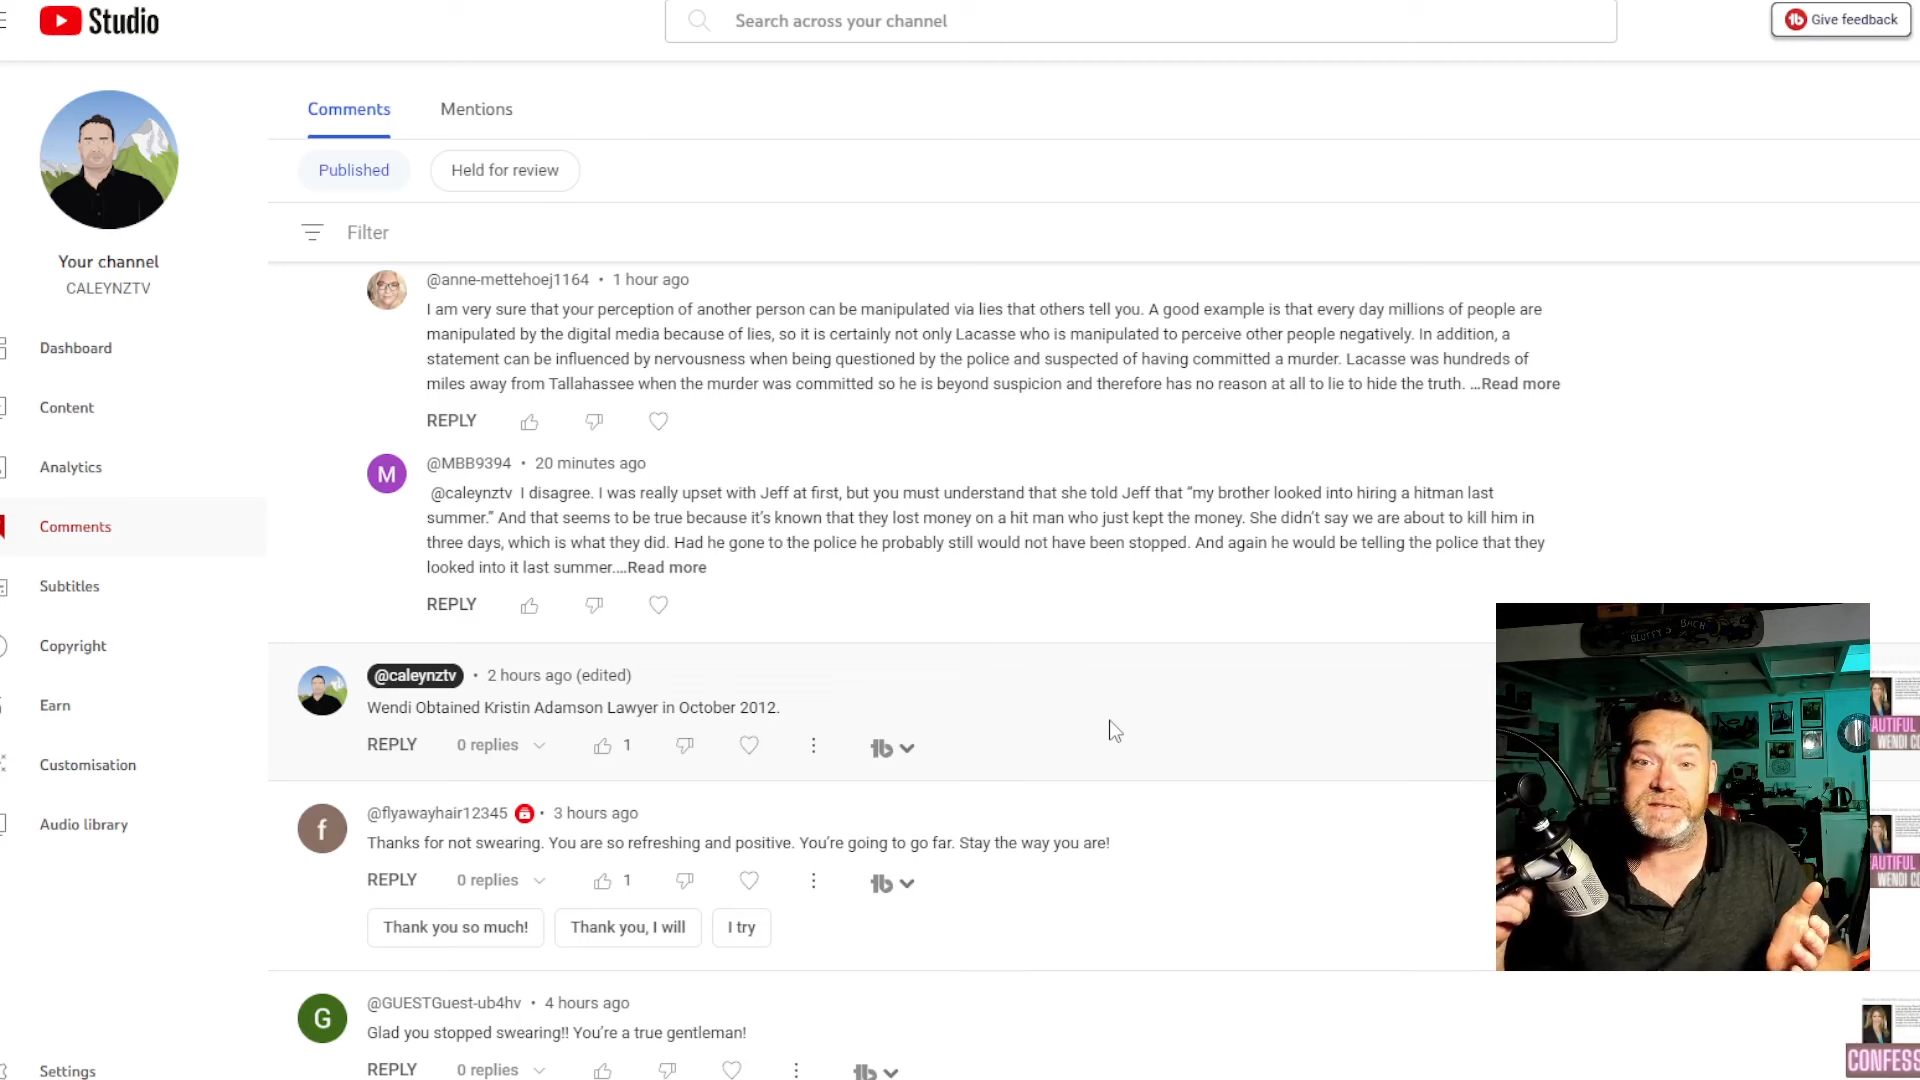 Studio
Search across your channel
Give feedback
Your channel
CALEYNZTV
Dashboard
Content
Analytics
Comments
Subtitles
Copyright
Earn
Customisation
Audio library
Settings
Comments
Mentions
Published
Held for review
Filter
@anne-mettehoej1164 • 1 hour ago
I am very sure that your perception of another person can be manipulated via lies that others tell you. A good example is that every day millions of people are
manipulated by the digital media because of lies, so it is certainly not only Lacasse who is manipulated to perceive other people negatively. In addition, a
statement can be influenced by nervousness when being questioned by the police and suspected of having committed a murder. Lacasse was hundreds of
miles away from Tallahassee when the murder was committed so he is beyond suspicion and therefore has no reason at all to lie to hide the truth. ...Read more
REPLY
M
@MBB9394 • 20 minutes ago
@caleynztv I disagree. I was really upset with Jeff at first, but you must understand that she told Jeff that “my brother looked into hiring a hitman last
summer.” And that seems to be true because it’s known that they lost money on a hit man who just kept the money. She didn’t say we are about to kill him in
three days, which is what they did. Had he gone to the police he probably still would not have been stopped. And again he would be telling the police that they
looked into it last summer....Read more
REPLY
@caleynztv • 2 hours ago (edited)
Wendi Obtained Kristin Adamson Lawyer in October 2012.
REPLY 0 replies 1
f
@flyawayhair12345 • 3 hours ago
Thanks for not swearing. You are so refreshing and positive. You’re going to go far. Stay the way you are!
REPLY 0 replies 1
Thank you so much! Thank you, I will I try
G
@GUESTGuest-ub4hv • 4 hours ago
Glad you stopped swearing!! You’re a true gentleman!
REPLY 0 replies
AUTIFUL
WENDI CO
AUTIFUL
WENDI CO
CONFESS